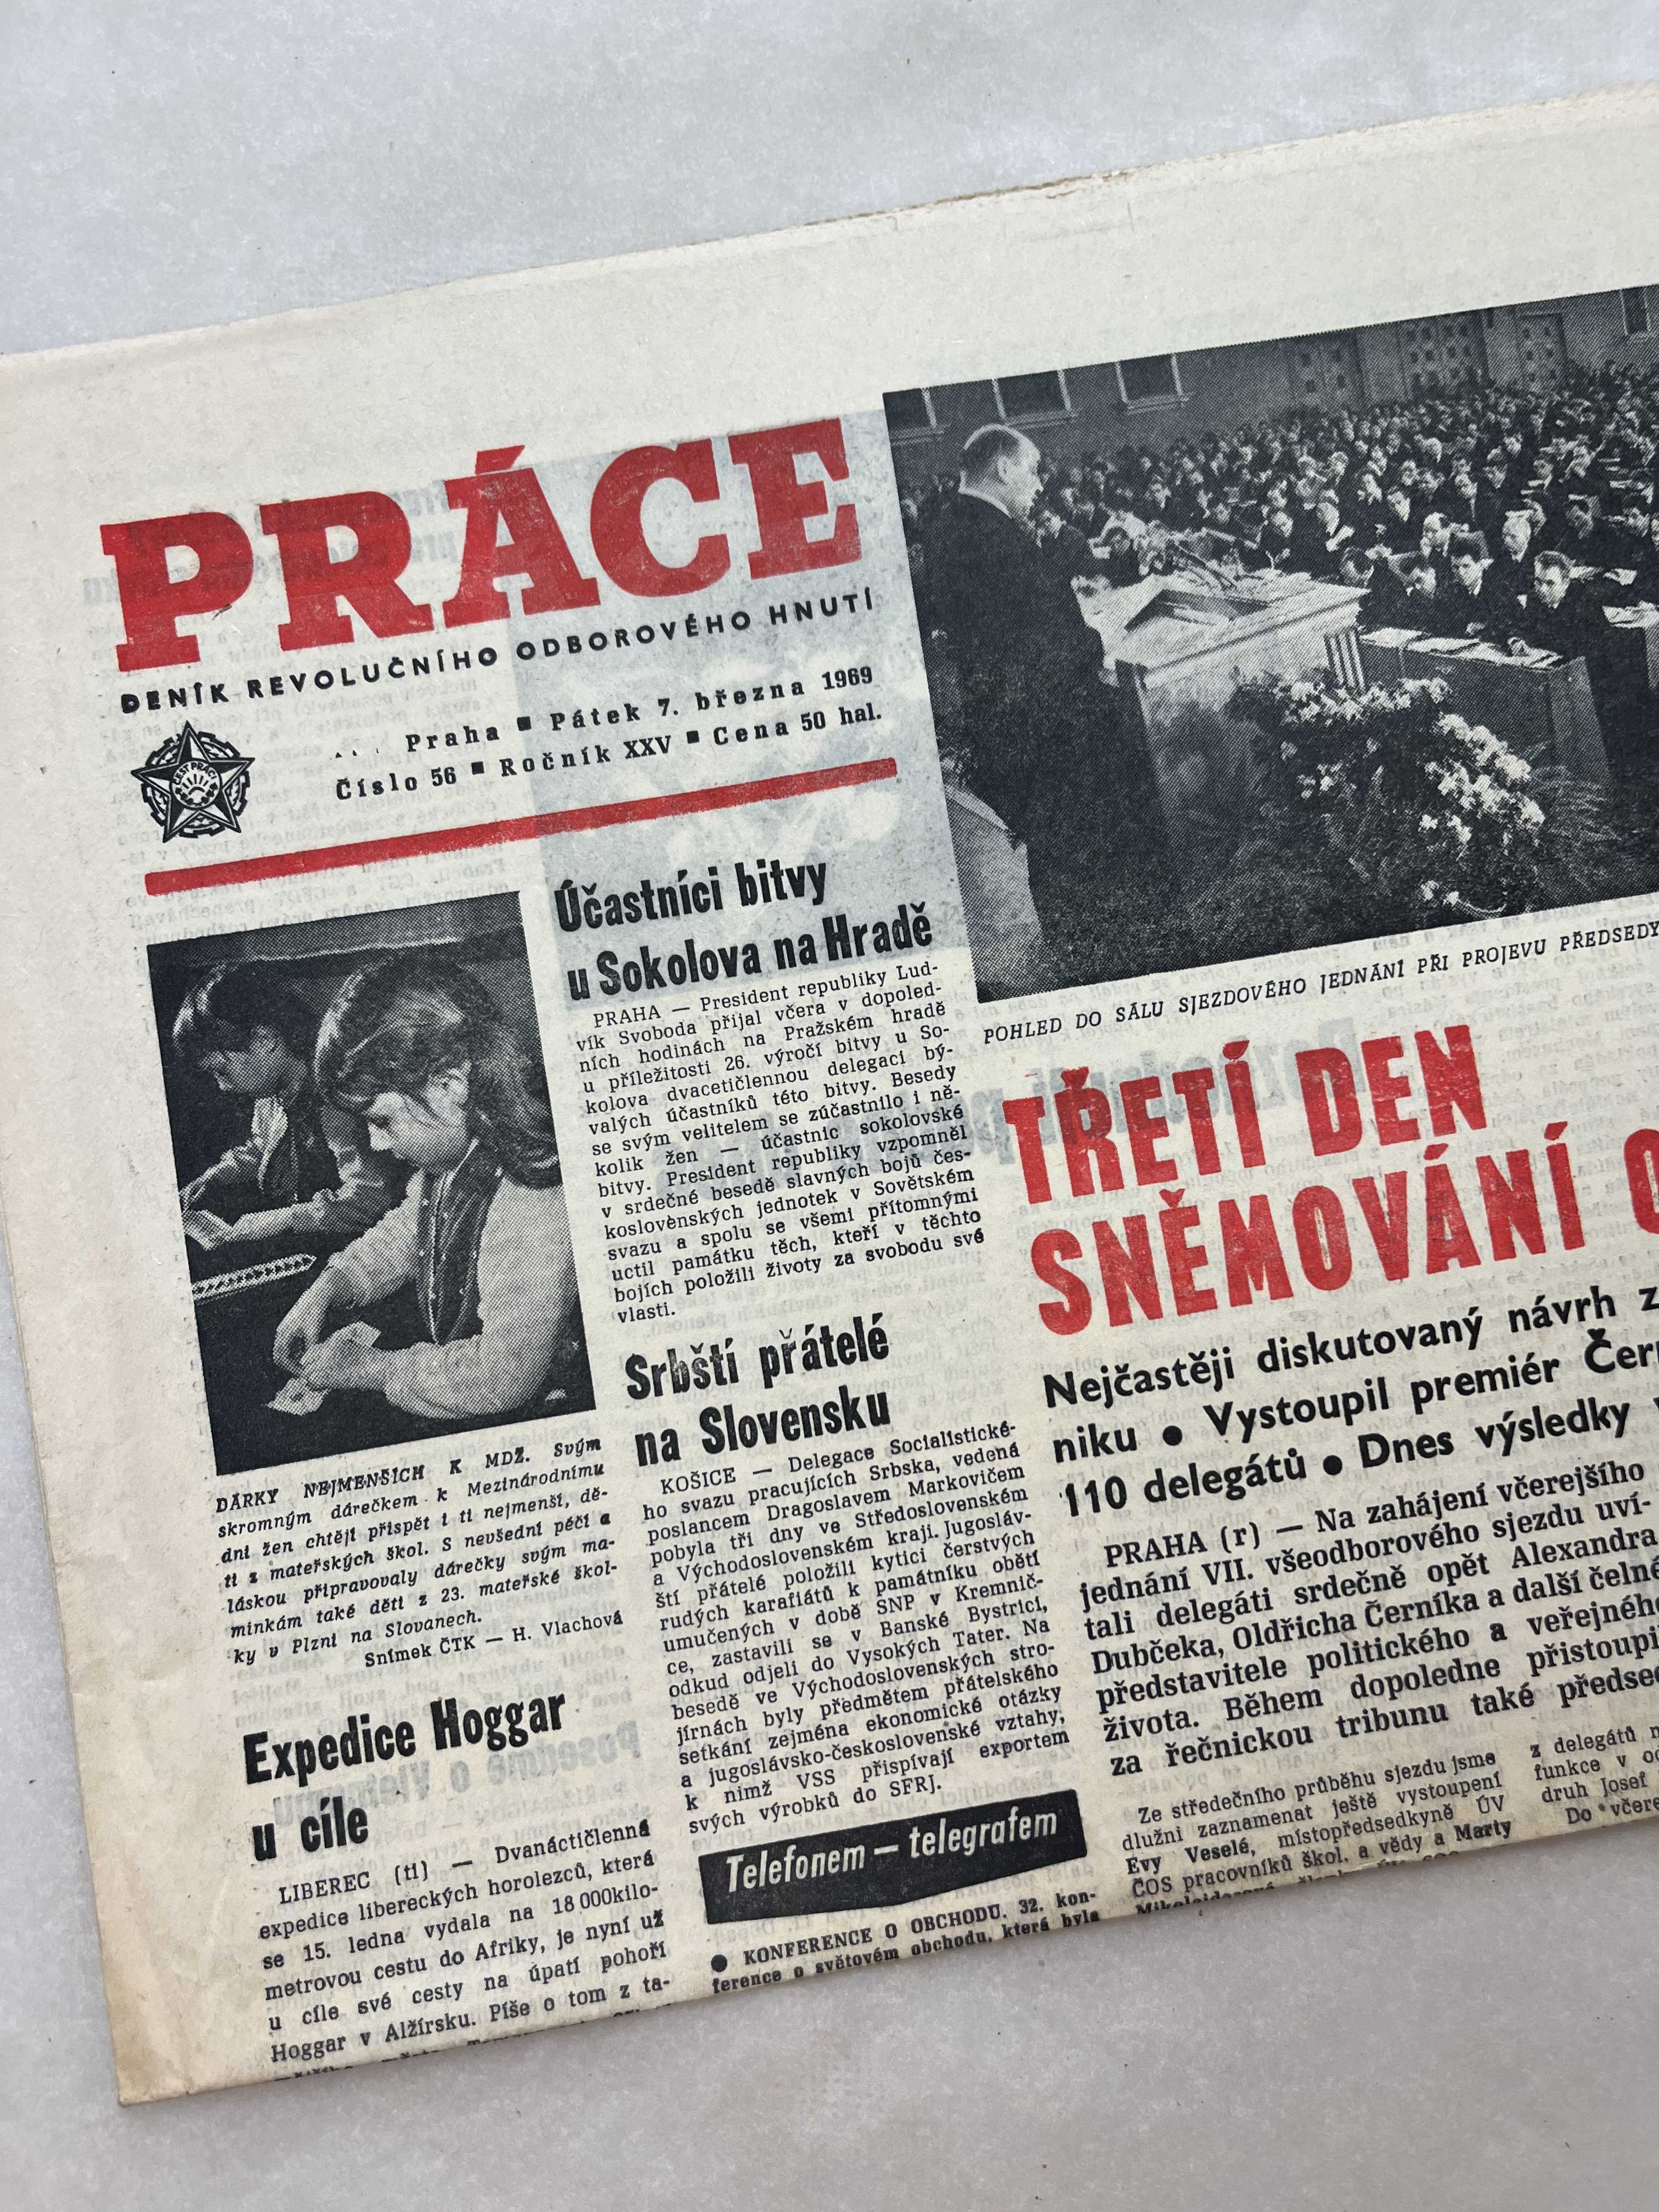 PRÁCE
DENÍK REVOLUČNÍHO ODBOROVÉHO HNUTÍ
ČEST PRÁCI
Praha ■ Pátek 7. března 1969
Číslo 56 ■ Ročník XXV ■ Cena 50 hal.
DÁRKY NEJMENŠÍCH K MDŽ. Svým
skromným dárečkem k Mezinárodnímu
dni žen chtějí přispět i ti nejmenší, dě-
ti z mateřských škol. S nevšední péčí a
láskou připravovaly dárečky svým ma-
minkám také děti z 23. mateřské škol-
ky v Plzni na Slovanech.
Snímek ČTK — H. Vlachová
Expedice Hoggar
u cíle
LIBEREC (ti) — Dvanáctičlenná
expedice libereckých horolezců, která
se 15. ledna vydala na 18 000kilo-
metrovou cestu do Afriky, je nyní už
u cíle své cesty na úpatí pohoří
Hoggar v Alžírsku. Píše o tom z ta-
Účastníci bitvy
u Sokolova na Hradě
PRAHA — President republiky Lud-
vík Svoboda přijal včera v dopoled-
ních hodinách na Pražském hradě
u příležitosti 26. výročí bitvy u So-
kolova dvacetičlennou delegaci bý-
valých účastníků této bitvy. Besedy
se svým velitelem se zúčastnilo i ně-
kolik žen — účastnic sokolovské
bitvy. President republiky vzpomněl
v srdečné besedě slavných bojů čes-
koslovenských jednotek v Sovětském
svazu a spolu se všemi přítomnými
uctil památku těch, kteří v těchto
bojích položili životy za svobodu své
vlasti.
Srbští přátelé
na Slovensku
KOŠICE — Delegace Socialistické-
ho svazu pracujících Srbska, vedená
poslancem Dragoslavem Markovičem
pobyla tři dny ve Středoslovenském
a Východoslovenském kraji. Jugosláv-
ští přátelé položili kytici čerstvých
rudých karafiátů k památníku obětí
umučených v době SNP v Kremnič-
ce, zastavili se v Banské Bystrici,
odkud odjeli do Vysokých Tater. Na
besedě ve Východoslovenských stro-
jírnách byly předmětem přátelského
setkání zejména ekonomické otázky
a jugoslávsko-československé vztahy,
k nimž VSS přispívají exportem
svých výrobků do SFRJ.
Telefonem — telegrafem
● KONFERENCE O OBCHODU. 32. kon-
ference o světovém obchodu, která byla
POHLED DO SÁLU SJEZDOVÉHO JEDNÁNÍ PŘI PROJEVU PŘEDSEDY
TŘETÍ DEN
SNĚMOVÁNÍ
Nejčastěji diskutovaný návrh
niku ● Vystoupil premiér
110 delegátů ● Dnes výsledky
PRAHA (r) — Na zahájení včerejšího
jednání VII. všeodborového sjezdu uví-
tali delegáti srdečně opět Alexandra
Dubčeka, Oldřicha Černíka a další čelné
představitele politického a veřejného
života. Během dopoledne přistoupil
za řečnickou tribunu také
Ze středečního průběhu sjezdu jsme
dlužni zaznamenat ještě vystoupení
Evy Veselé, místopředsedkyně ÚV
ČOS pracovníků škol. a vědy a Marty
z delegátů
funkce v
druh Josef
Do včere